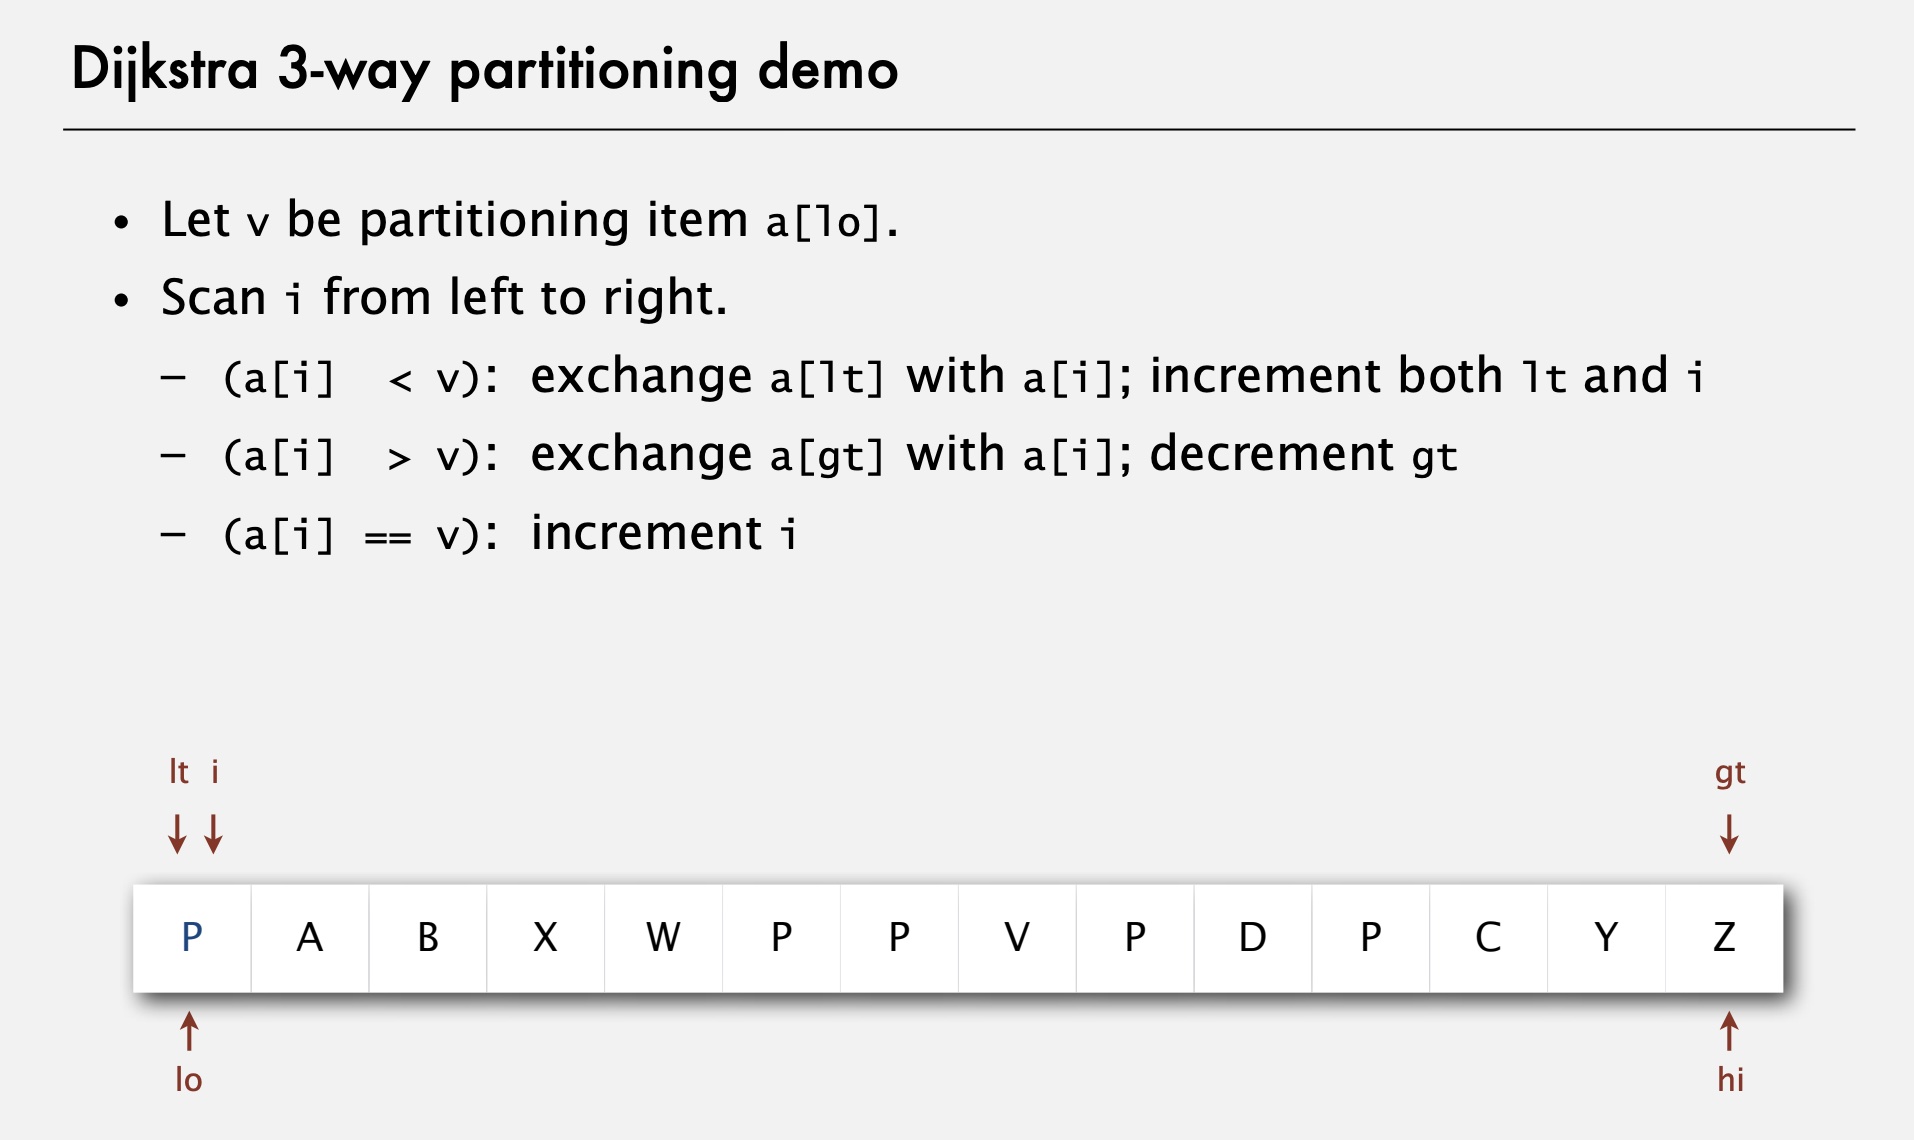 Dijkstra 3-way partitioning demo
• Let v be partitioning item a[lo].
• Scan i from left to right.
– (a[i]  < v): exchange a[lt] with a[i]; increment both lt and i
– (a[i]  > v): exchange a[gt] with a[i]; decrement gt
– (a[i] == v): increment i
lt i gt
P A B X W P P V P D P C Y Z
lo hi